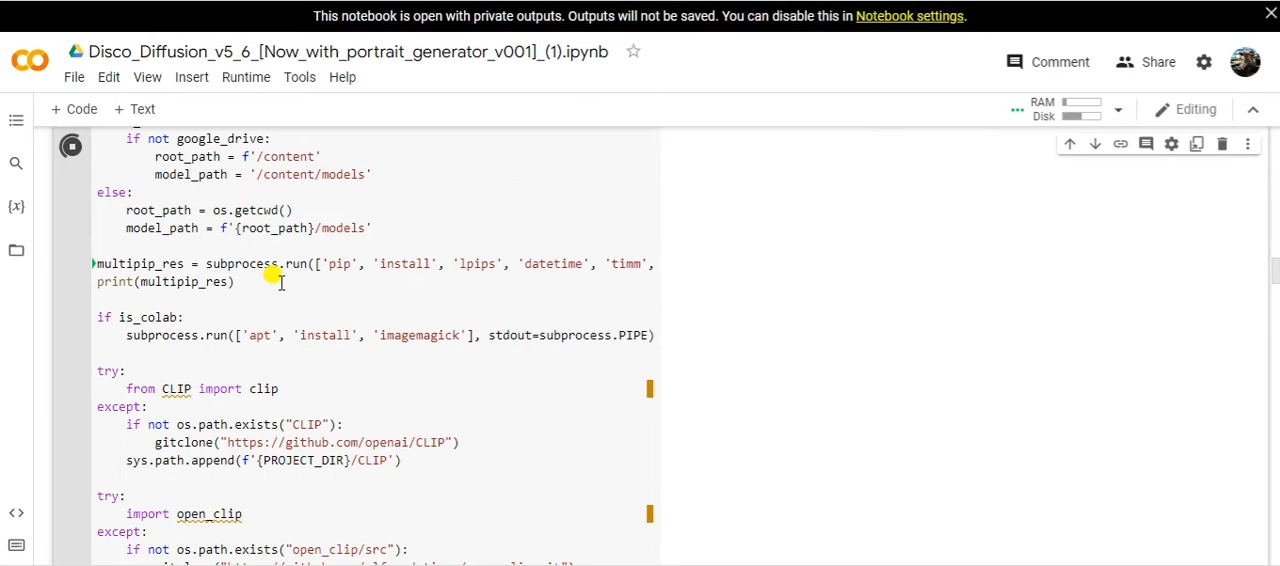 This notebook is open with private outputs. Outputs will not be saved. You can disable this in Notebook settings.
Disco_Diffusion_v5_6_[Now_with_portrait_generator_v001]_(1).ipynb
Comment
Share
File Edit View Insert Runtime Tools Help
+ Code + Text
RAM
Disk
Editing
if not google_drive:
root_path = f'/content'
model_path = '/content/models'
else:
root_path = os.getcwd()
model_path = f'{root_path}/models'
multipip_res = subprocess.run(['pip', 'install', 'lpips', 'datetime', 'timm',
print(multipip_res)
if is_colab:
subprocess.run(['apt', 'install', 'imagemagick'], stdout=subprocess.PIPE)
try:
from CLIP import clip
except:
if not os.path.exists("CLIP"):
gitclone("https://github.com/openai/CLIP")
sys.path.append(f'{PROJECT_DIR}/CLIP')
try:
import open_clip
except:
if not os.path.exists("open_clip/src"):